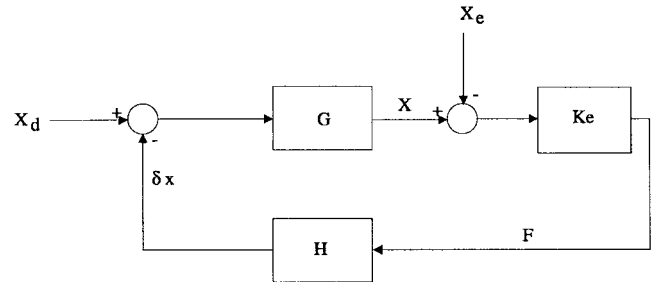 X_e
X_d
+
-
G
X
+
-
Ke
δx
H
F